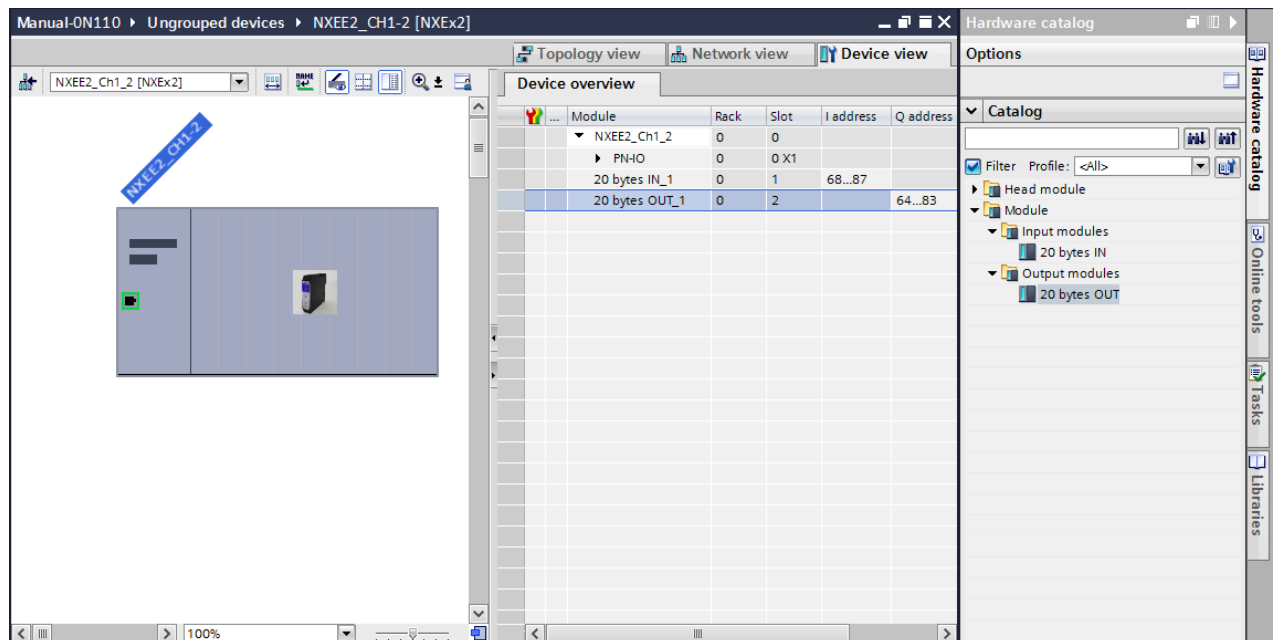 Manual-0N110 ▸ Ungrouped devices ▸ NXEE2_CH1-2 [NXEx2]
Topology view
Network view
Device view
NXEE2_Ch1_2 [NXEx2]
NAME
NXEE2_CH1-2
100%
Device overview
... Module Rack Slot I address Q address
NXEE2_Ch1_2 0 0
PN-IO 0 0 X1
20 bytes IN_1 0 1 68...87
20 bytes OUT_1 0 2 64...83
Hardware catalog
Options
Catalog
Filter Profile: <All>
Head module
Module
Input modules
20 bytes IN
Output modules
20 bytes OUT
Hardware catalog
Online tools
Tasks
Libraries